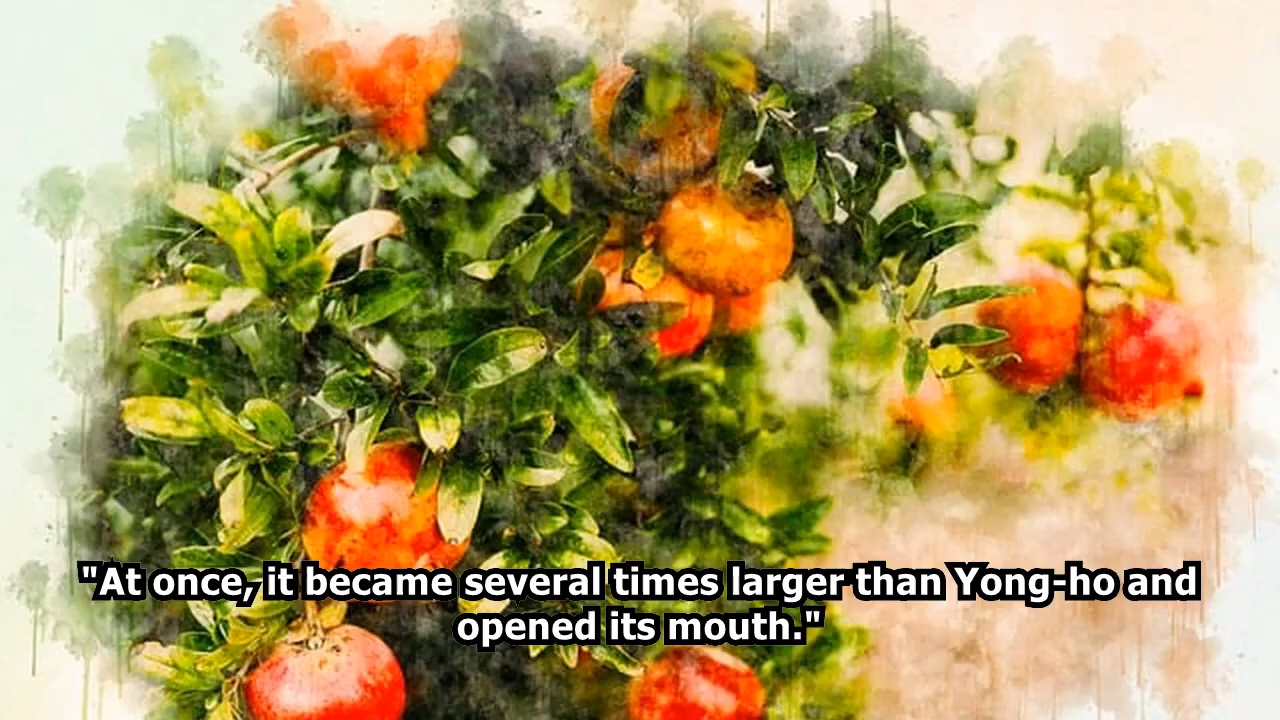 "At once, it became several times larger than Yong-ho and
opened its mouth."